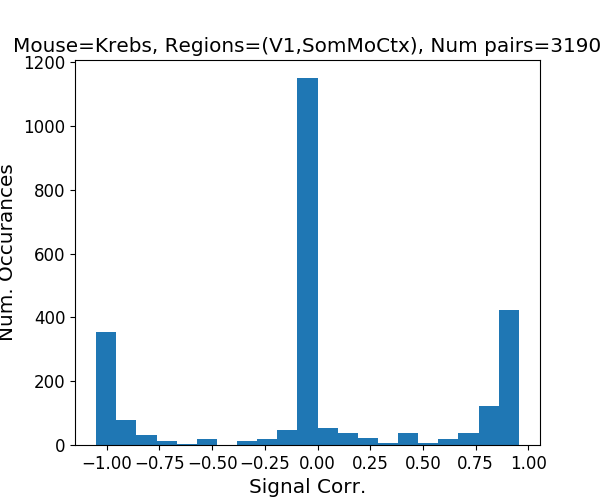 Mouse=Krebs, Regions=(V1,SomMoCtx), Num pairs=3190
1200
1000
800
600
400
200
0
Num. Occurances
−1.00 −0.75 −0.50 −0.25 0.00 0.25 0.50 0.75 1.00
Signal Corr.